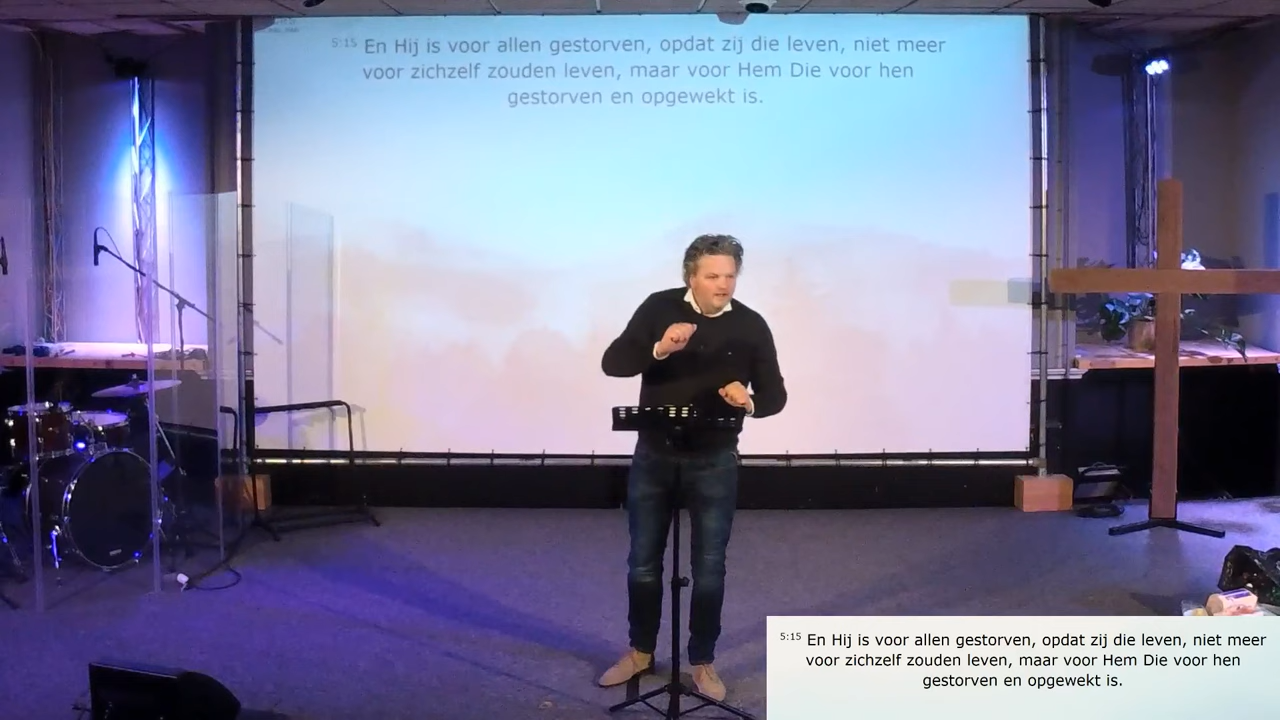 5:15 En Hij is voor allen gestorven, opdat zij die leven, niet meer
voor zichzelf zouden leven, maar voor Hem Die voor hen
gestorven en opgewekt is.
5:15 En Hij is voor allen gestorven, opdat zij die leven, niet meer
voor zichzelf zouden leven, maar voor Hem Die voor hen
gestorven en opgewekt is.